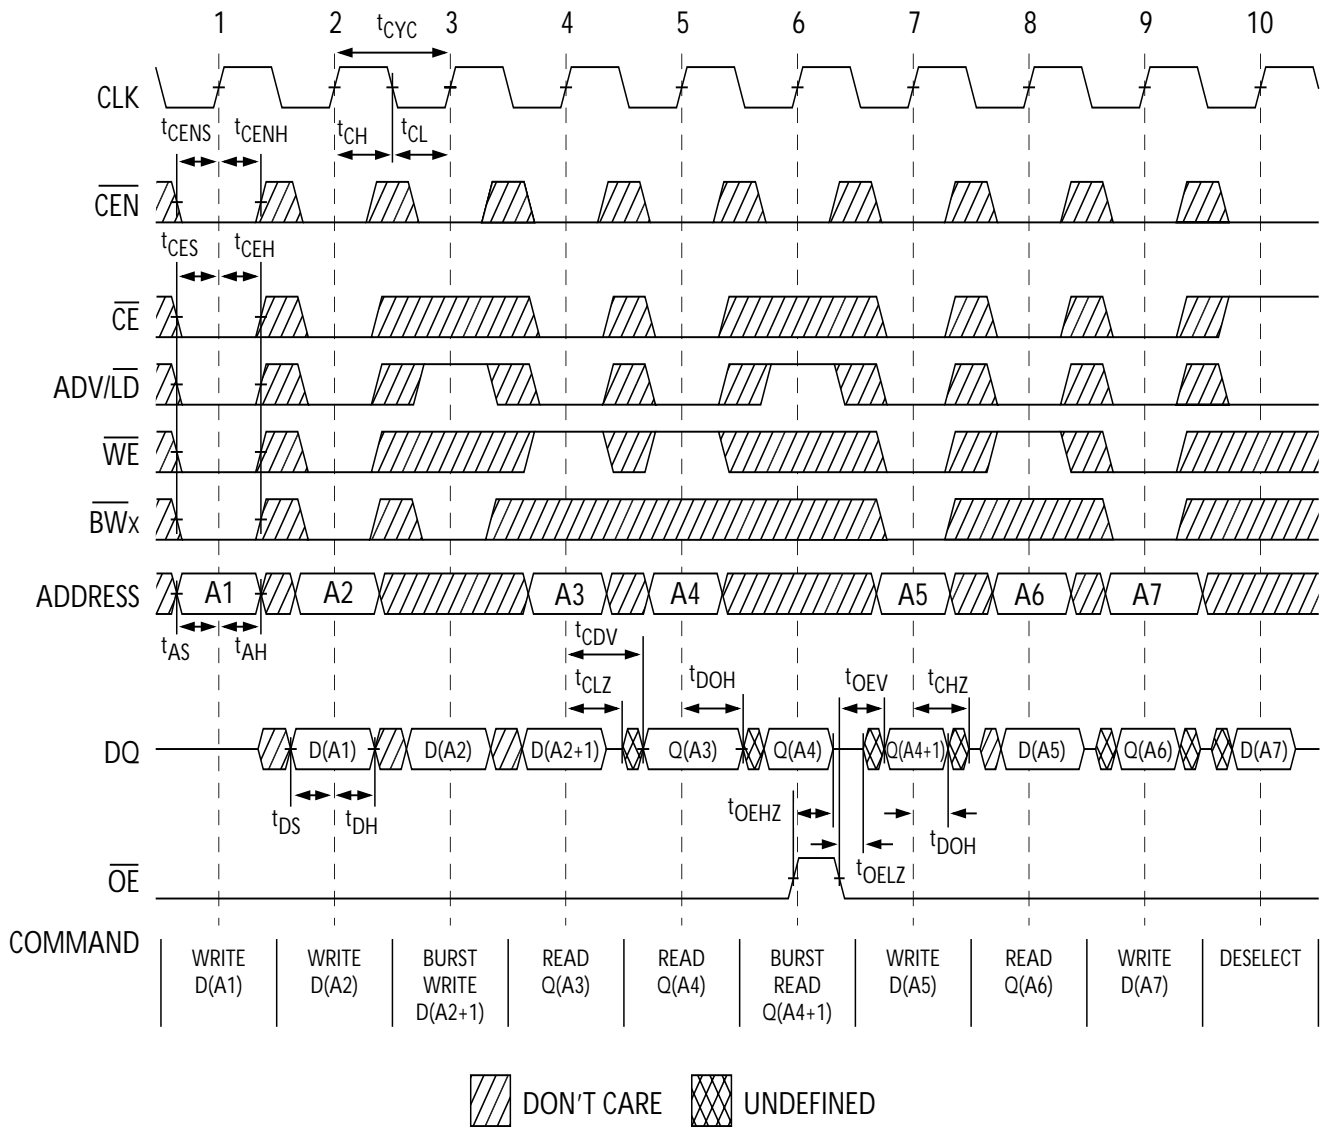 1 2 3 4 5 6 7 8 9 10
tCYC
CLK
tCENS tCENH tCH tCL
CEN
tCES tCEH
CE
ADV/LD
WE
BWx
ADDRESS A1 A2 A3 A4 A5 A6 A7
tAS tAH tCDV
tCLZ tDOH tOEV tCHZ
DQ D(A1) D(A2) D(A2+1) Q(A3) Q(A4) Q(A4+1) D(A5) Q(A6) D(A7)
tDS tDH tOEHZ tDOH
tOELZ
OE
COMMAND
WRITE WRITE BURST READ READ BURST WRITE READ WRITE DESELECT
D(A1) D(A2) WRITE Q(A3) Q(A4) READ D(A5) Q(A6) D(A7)
D(A2+1) Q(A4+1)
DON'T CARE UNDEFINED